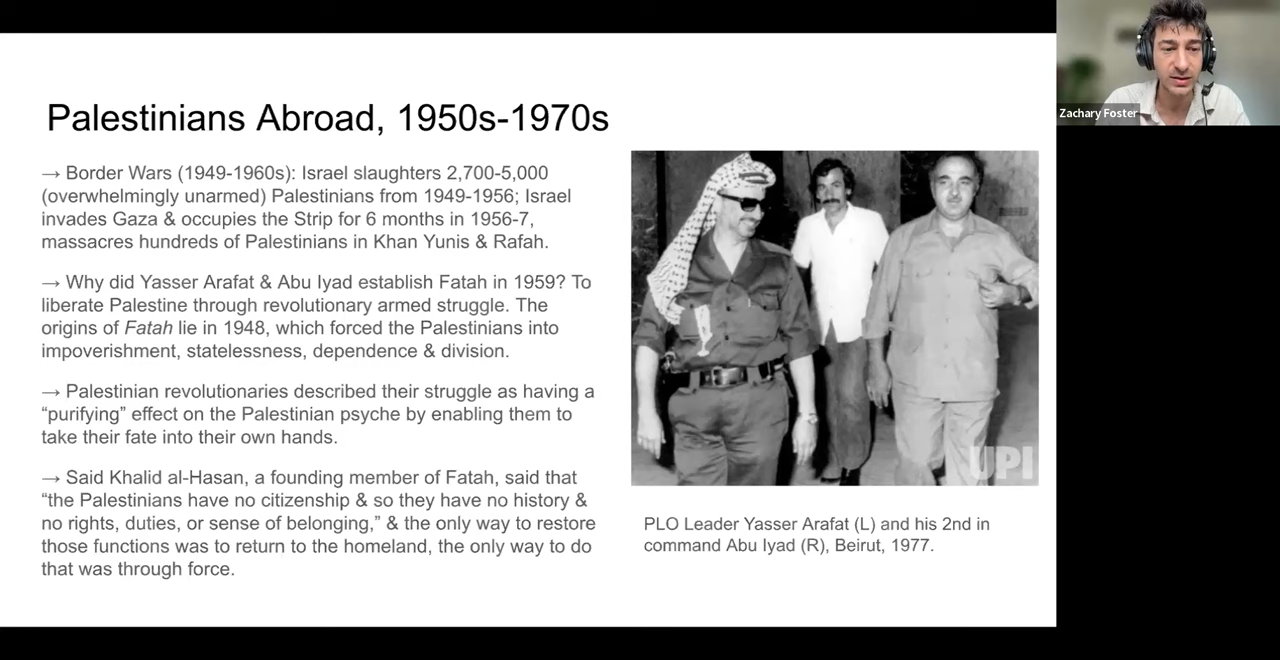 Palestinians Abroad, 1950s-1970s
→ Border Wars (1949-1960s): Israel slaughters 2,700-5,000
(overwhelmingly unarmed) Palestinians from 1949-1956; Israel
invades Gaza & occupies the Strip for 6 months in 1956-7,
massacres hundreds of Palestinians in Khan Yunis & Rafah.
→ Why did Yasser Arafat & Abu Iyad establish Fatah in 1959? To
liberate Palestine through revolutionary armed struggle. The
origins of Fatah lie in 1948, which forced the Palestinians into
impoverishment, statelessness, dependence & division.
→ Palestinian revolutionaries described their struggle as having a
“purifying” effect on the Palestinian psyche by enabling them to
take their fate into their own hands.
→ Said Khalid al-Hasan, a founding member of Fatah, said that
“the Palestinians have no citizenship & so they have no history &
no rights, duties, or sense of belonging,” & the only way to restore
those functions was to return to the homeland, the only way to do
that was through force.
UPI
PLO Leader Yasser Arafat (L) and his 2nd in
command Abu Iyad (R), Beirut, 1977.
Zachary Foster